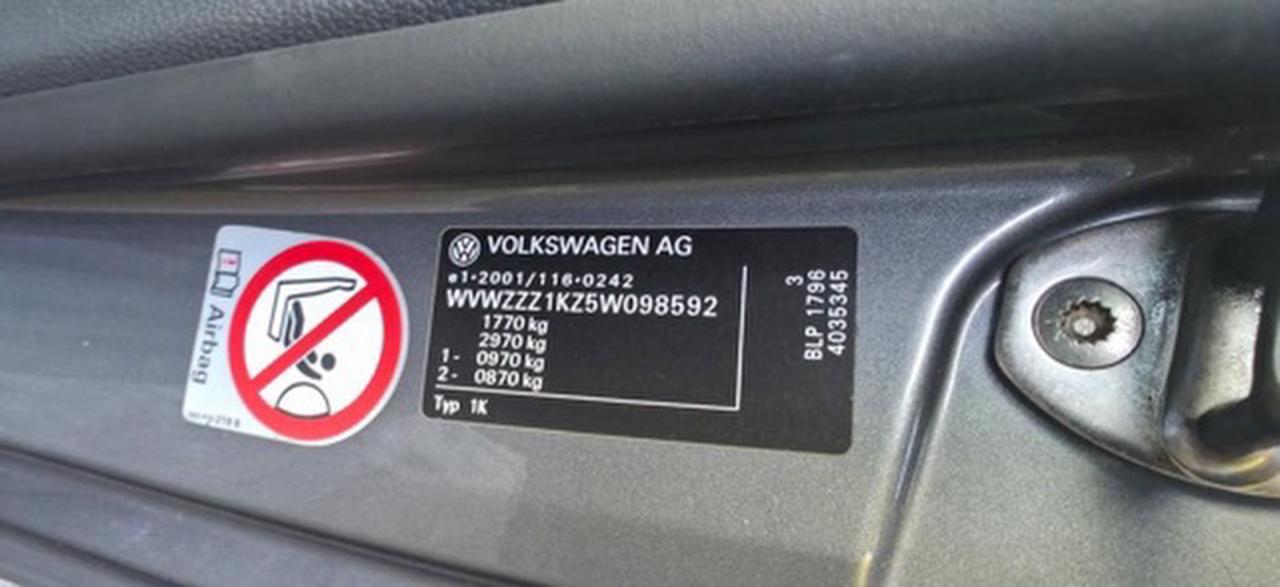 Airbag
VOLKSWAGEN AG
e1*2001/116*0242
WVWZZZ1KZ5W098592
1770 kg
2970 kg
1- 0970 kg
2- 0870 kg
Typ 1K
3
BLP 1796
4035345